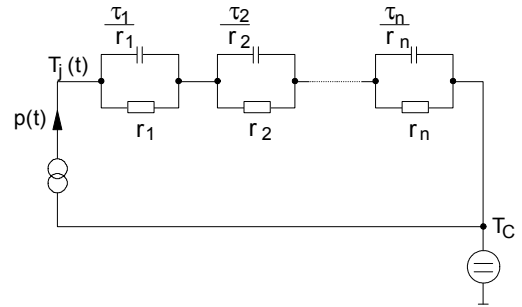 τ1 τ2 τn
r1 r2 rn
Tj (t)
r1 r2 rn
p(t)
TC